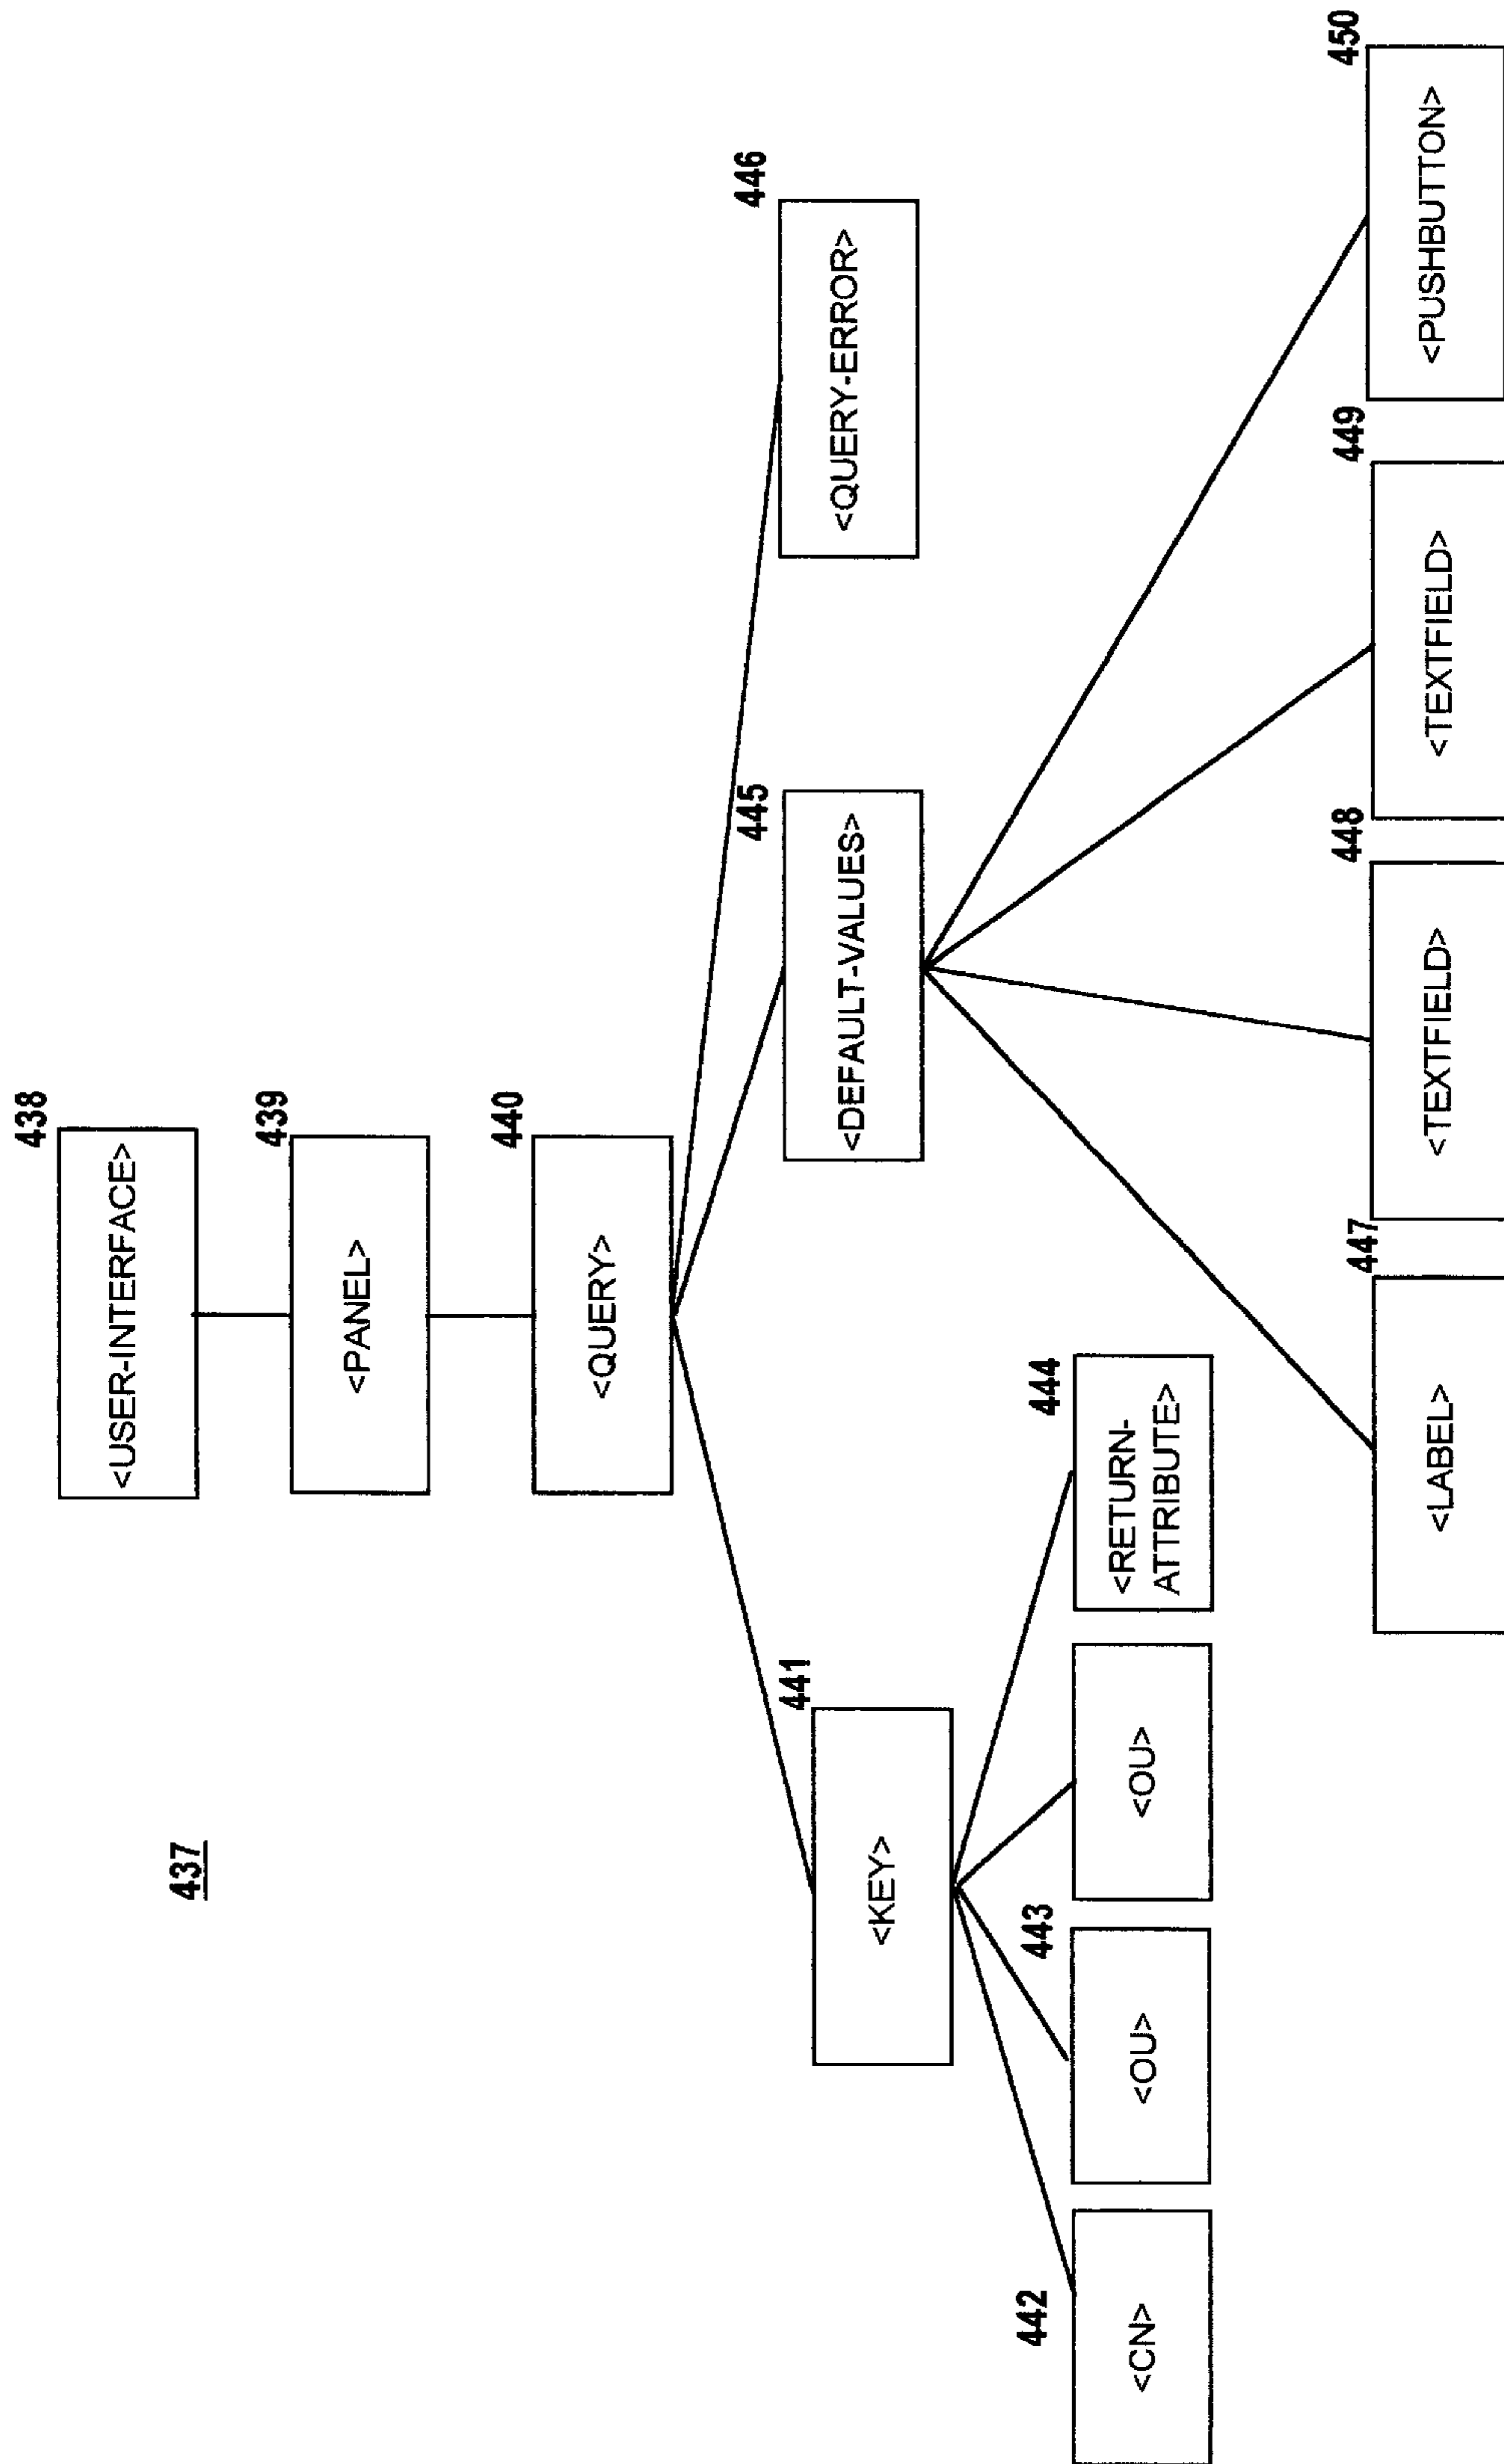 437
438
<USER-INTERFACE>
439
<PANEL>
440
<QUERY>
441
<KEY>
445
<DEFAULT-VALUES>
446
<QUERY-ERROR>
442
<CN>
443
<OU>
<OU>
444
<RETURN-
ATTRIBUTE>
447
<LABEL>
448
<TEXTFIELD>
449
<TEXTFIELD>
450
<PUSHBUTTON>